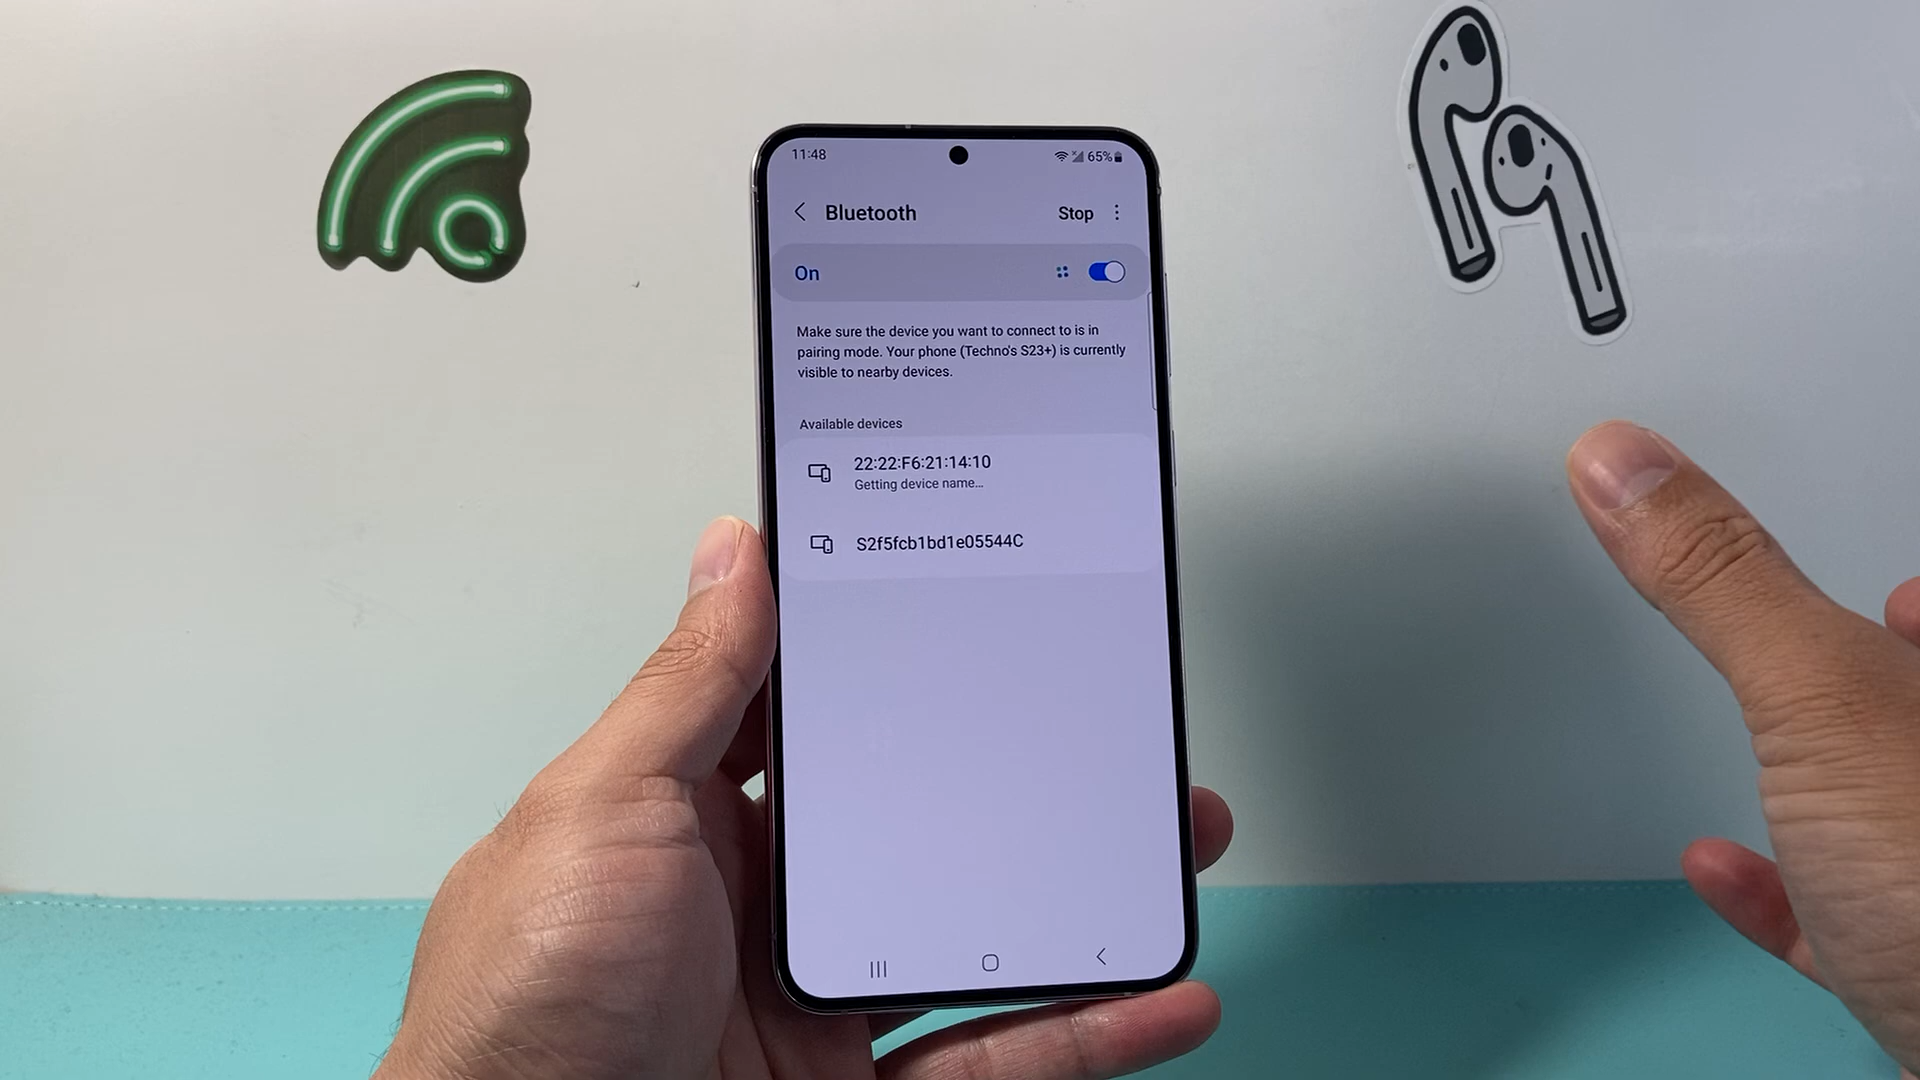 11:48
65%
Bluetooth
Stop
On
Make sure the device you want to connect to is in
pairing mode. Your phone (Techno's S23+) is currently
visible to nearby devices.
Available devices
22:22:F6:21:14:10
Getting device name...
S2f5fcb1bd1e05544C